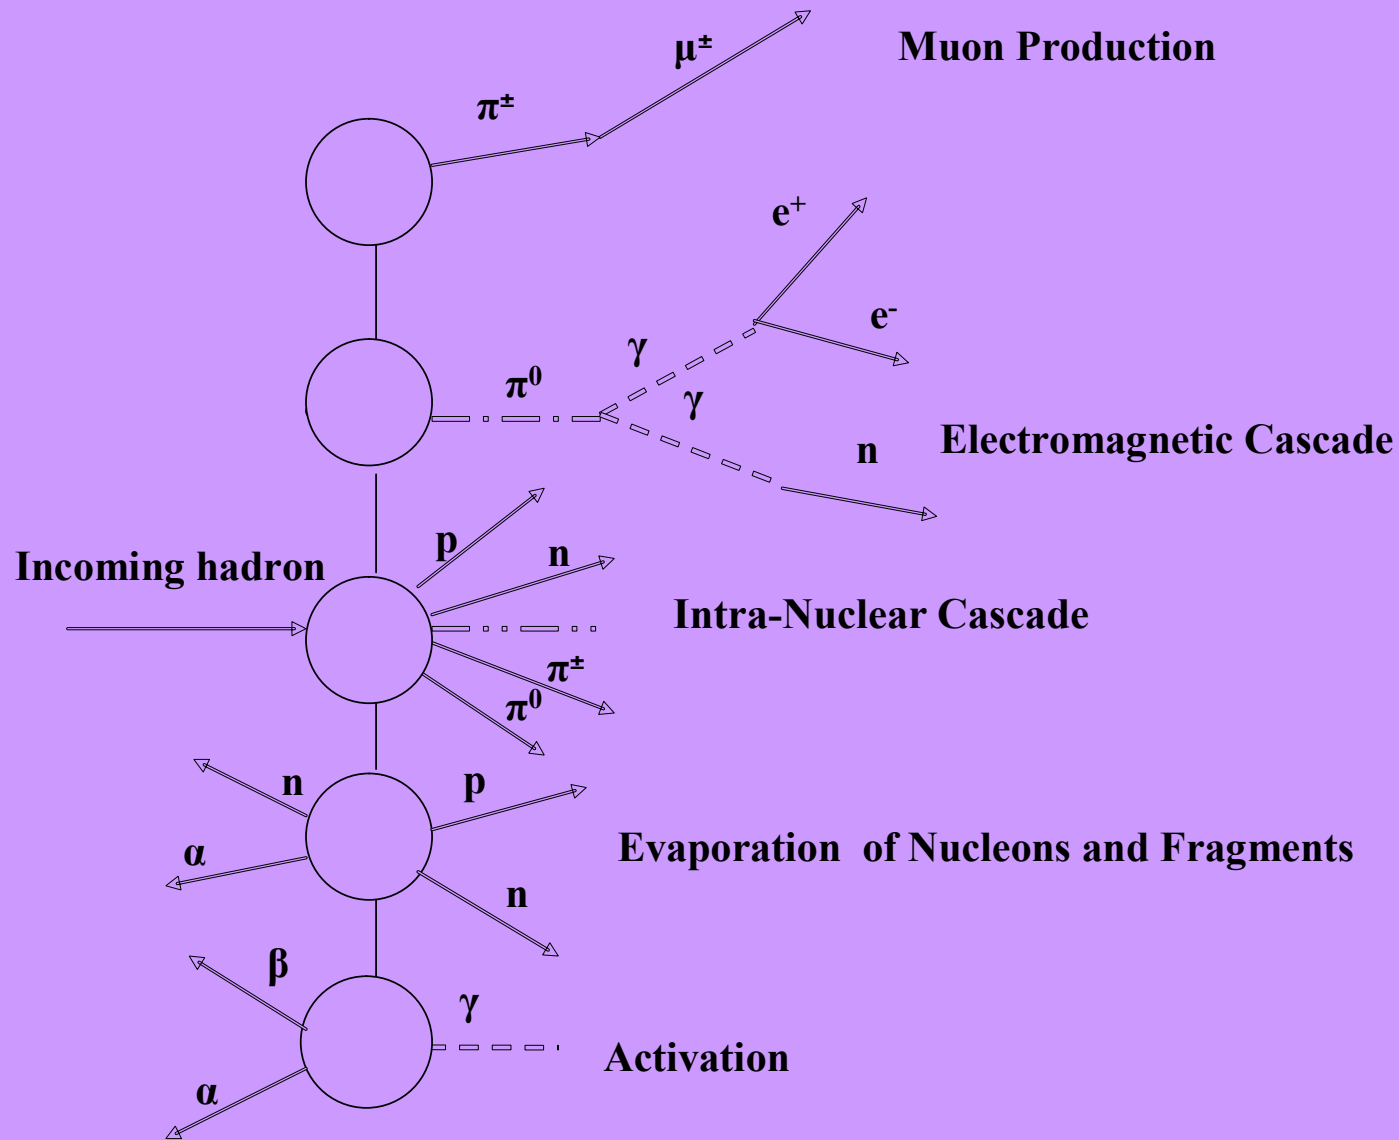 μ±
Muon Production
π±
e⁺
e⁻
γ
π⁰
γ
Electromagnetic Cascade
n
p
n
Incoming hadron
Intra-Nuclear Cascade
π±
π⁰
n
p
α
Evaporation of Nucleons and Fragments
n
β
γ
Activation
α